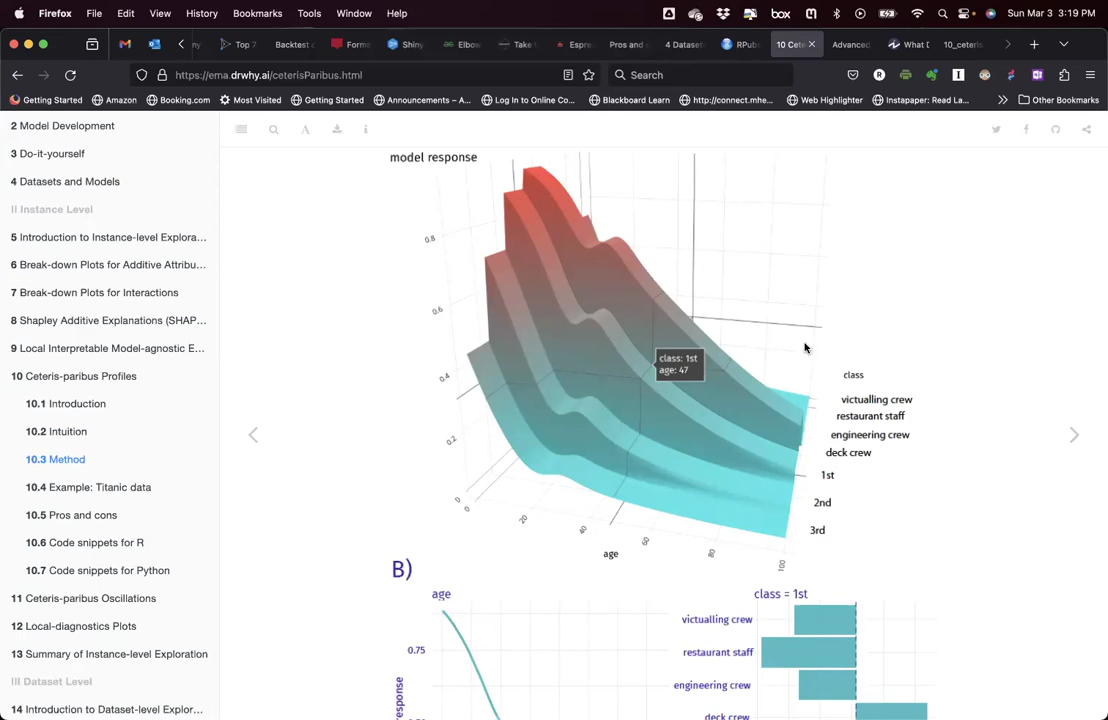 Firefox File Edit View History Bookmarks Tools Window Help
box
Sun Mar 3 3:19 PM
Top 7
Backtest
Forma
Shiny
Elbow
Take
Espre
Pros and
4 Dataset
RPub
10 Cete
Advanced
What
10_ceteris
https://ema.drwhy.ai/ceterisParibus.html
Search
Getting Started
Amazon
Booking.com
Most Visited
Getting Started
Announcements – A...
Log In to Online Co...
Blackboard Learn
http://connect.mhe...
Web Highlighter
Instapaper: Read La...
Other Bookmarks
2 Model Development
3 Do-it-yourself
4 Datasets and Models
II Instance Level
5 Introduction to Instance-level Explora...
6 Break-down Plots for Additive Attribu...
7 Break-down Plots for Interactions
8 Shapley Additive Explanations (SHAP...
9 Local Interpretable Model-agnostic E...
10 Ceteris-paribus Profiles
10.1 Introduction
10.2 Intuition
10.3 Method
10.4 Example: Titanic data
10.5 Pros and cons
10.6 Code snippets for R
10.7 Code snippets for Python
11 Ceteris-paribus Oscillations
12 Local-diagnostics Plots
13 Summary of Instance-level Exploration
III Dataset Level
14 Introduction to Dataset-level Explor...
model response
0.8
0.6
0.4
0.2
0
0
20
40
60
80
100
age
class: 1st
age: 47
class
victualling crew
restaurant staff
engineering crew
deck crew
1st
2nd
3rd
B)
age
class = 1st
0.75
response
victualling crew
restaurant staff
engineering crew
deck crew